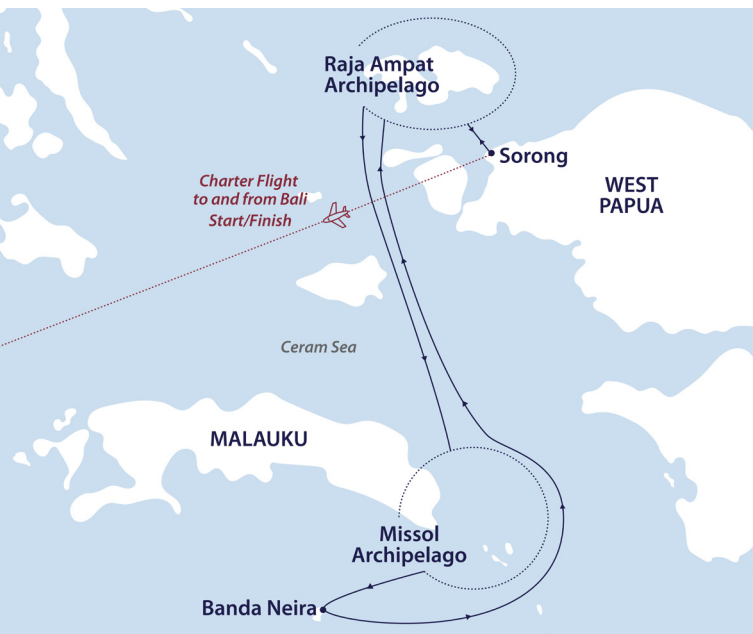 Raja Ampat
Archipelago
Sorong
Charter Flight
to and from Bali
Start/Finish
WEST
PAPUA
Ceram Sea
MALAUKU
Missol
Archipelago
Banda Neira